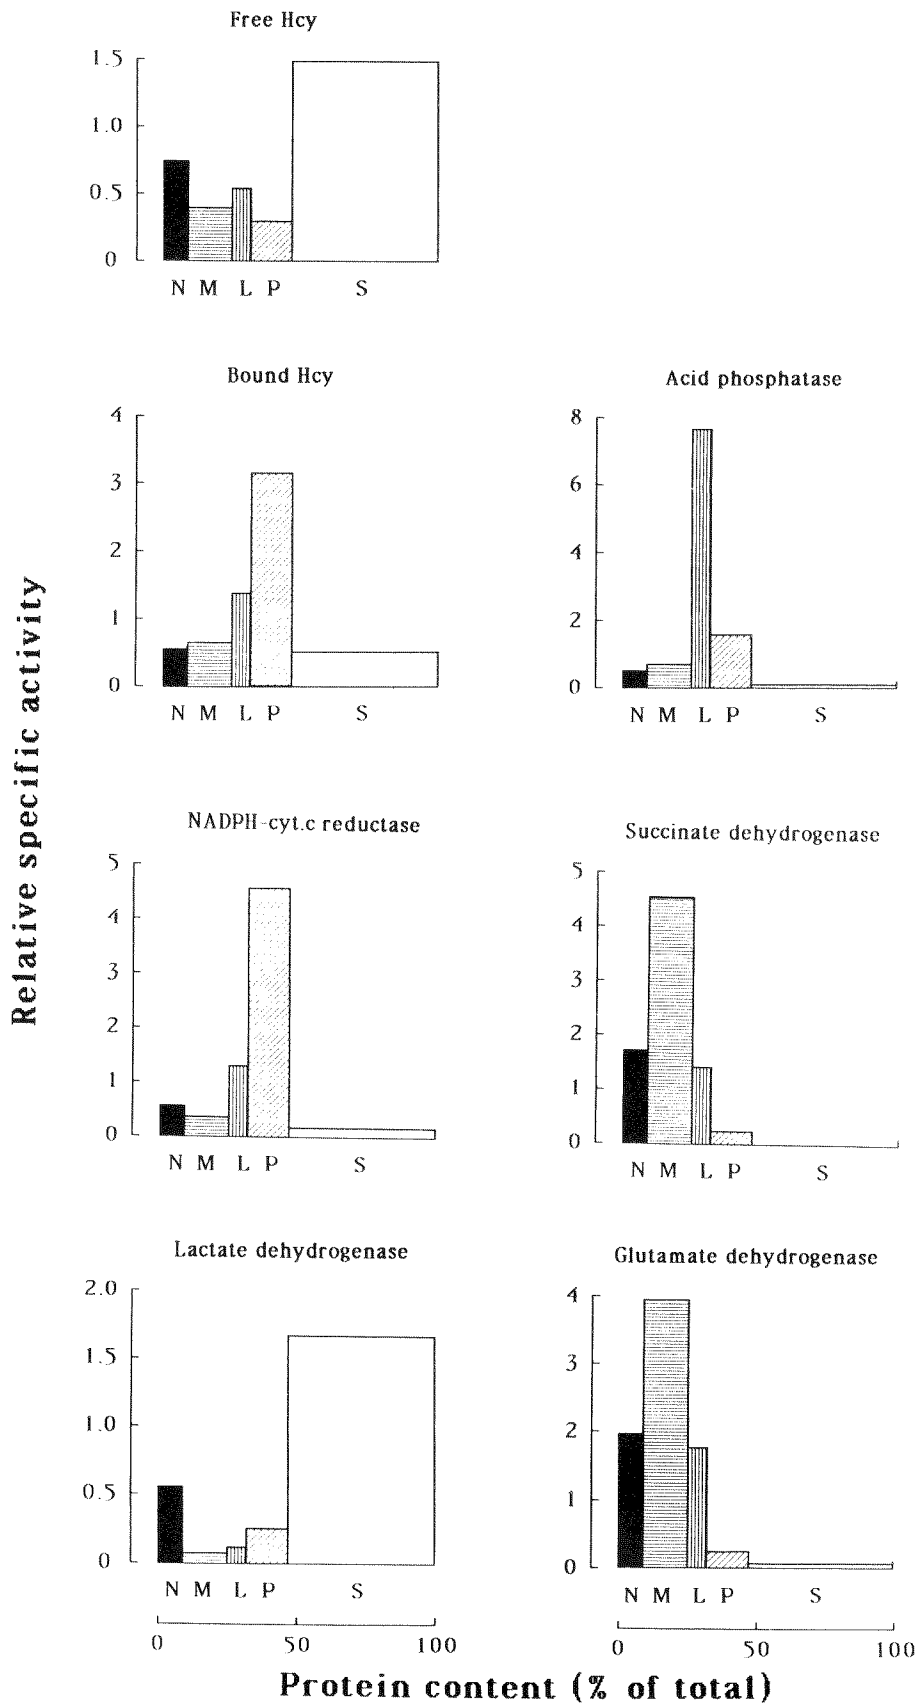 Free Hcy
1.5
1.0
0.5
0
N M L P S
Bound Hcy
4
3
2
1
0
N M L P S
Acid phosphatase
8
6
4
2
0
N M L P S
NADPH-cyt.c reductase
5
4
3
2
1
0
N M L P S
Succinate dehydrogenase
5
4
3
2
1
0
N M L P S
Lactate dehydrogenase
2.0
1.5
1.0
0.5
0
N M L P S
0 50 100
Glutamate dehydrogenase
4
3
2
1
0
N M L P S
0 50 100
Relative specific activity
Protein content (% of total)